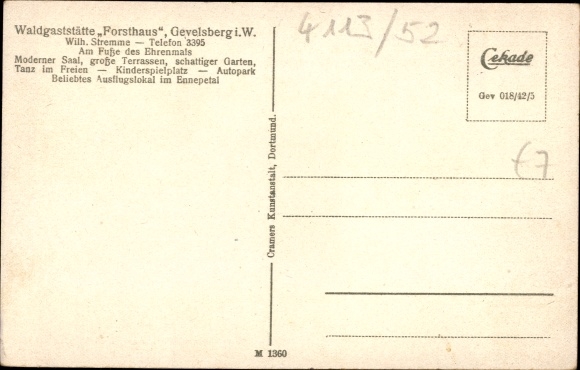 Waldgaststätte „Forsthaus", Gevelsberg i.W.
Wilh. Stremme — Telefon 3395
Am Fuße des Ehrenmals
Moderner Saal, große Terrassen, schattiger Garten,
Tanz im Freien — Kinderspielplatz — Autopark
Beliebtes Ausflugslokal im Ennepetal
4113/52
Cekade
Gev 018/42/5
€7
Cramers Kunstanstalt, Dortmund.
M 1360